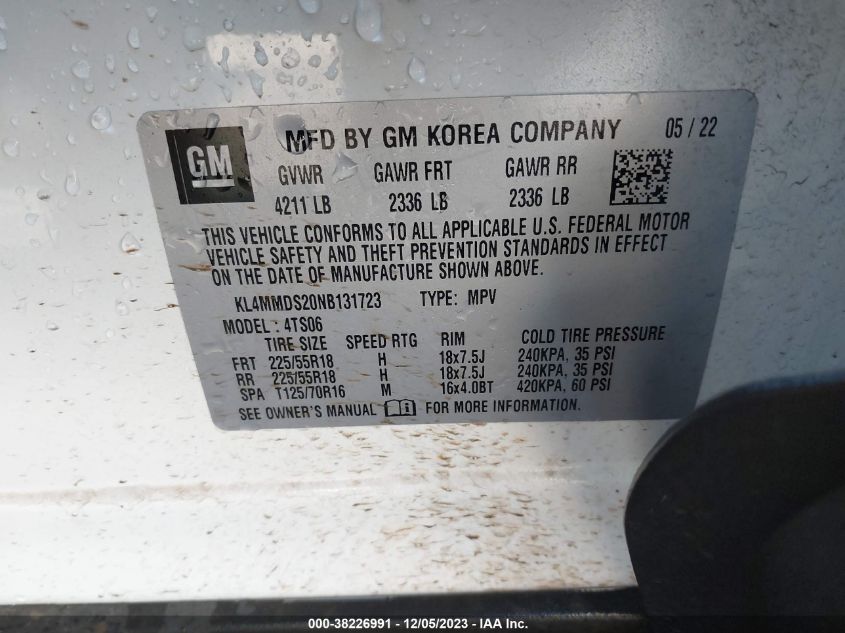 GM
MFD BY GM KOREA COMPANY 05 / 22
GVWR GAWR FRT GAWR RR
4211 LB 2336 LB 2336 LB
THIS VEHICLE CONFORMS TO ALL APPLICABLE U.S. FEDERAL MOTOR
VEHICLE SAFETY AND THEFT PREVENTION STANDARDS IN EFFECT
ON THE DATE OF MANUFACTURE SHOWN ABOVE.
KL4MMDS20NB131723 TYPE: MPV
MODEL : 4TS06
TIRE SIZE SPEED RTG RIM COLD TIRE PRESSURE
FRT 225/55R18 H 18x7.5J 240KPA, 35 PSI
RR 225/55R18 H 18x7.5J 240KPA, 35 PSI
SPA T125/70R16 M 16x4.0BT 420KPA, 60 PSI
SEE OWNER'S MANUAL FOR MORE INFORMATION.
000-38226991 - 12/05/2023 - IAA Inc.